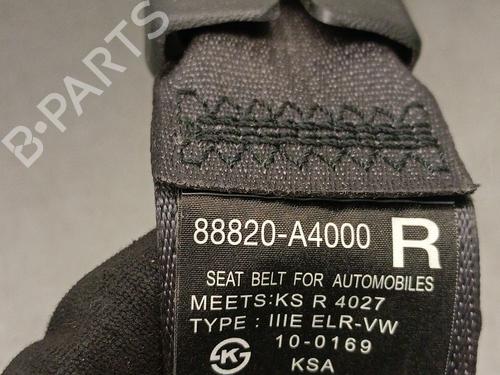 B-PARTS
88820-A4000 R
SEAT BELT FOR AUTOMOBILES
MEETS:KS R 4027
TYPE : IIIE ELR-VW
10-0169
KSA